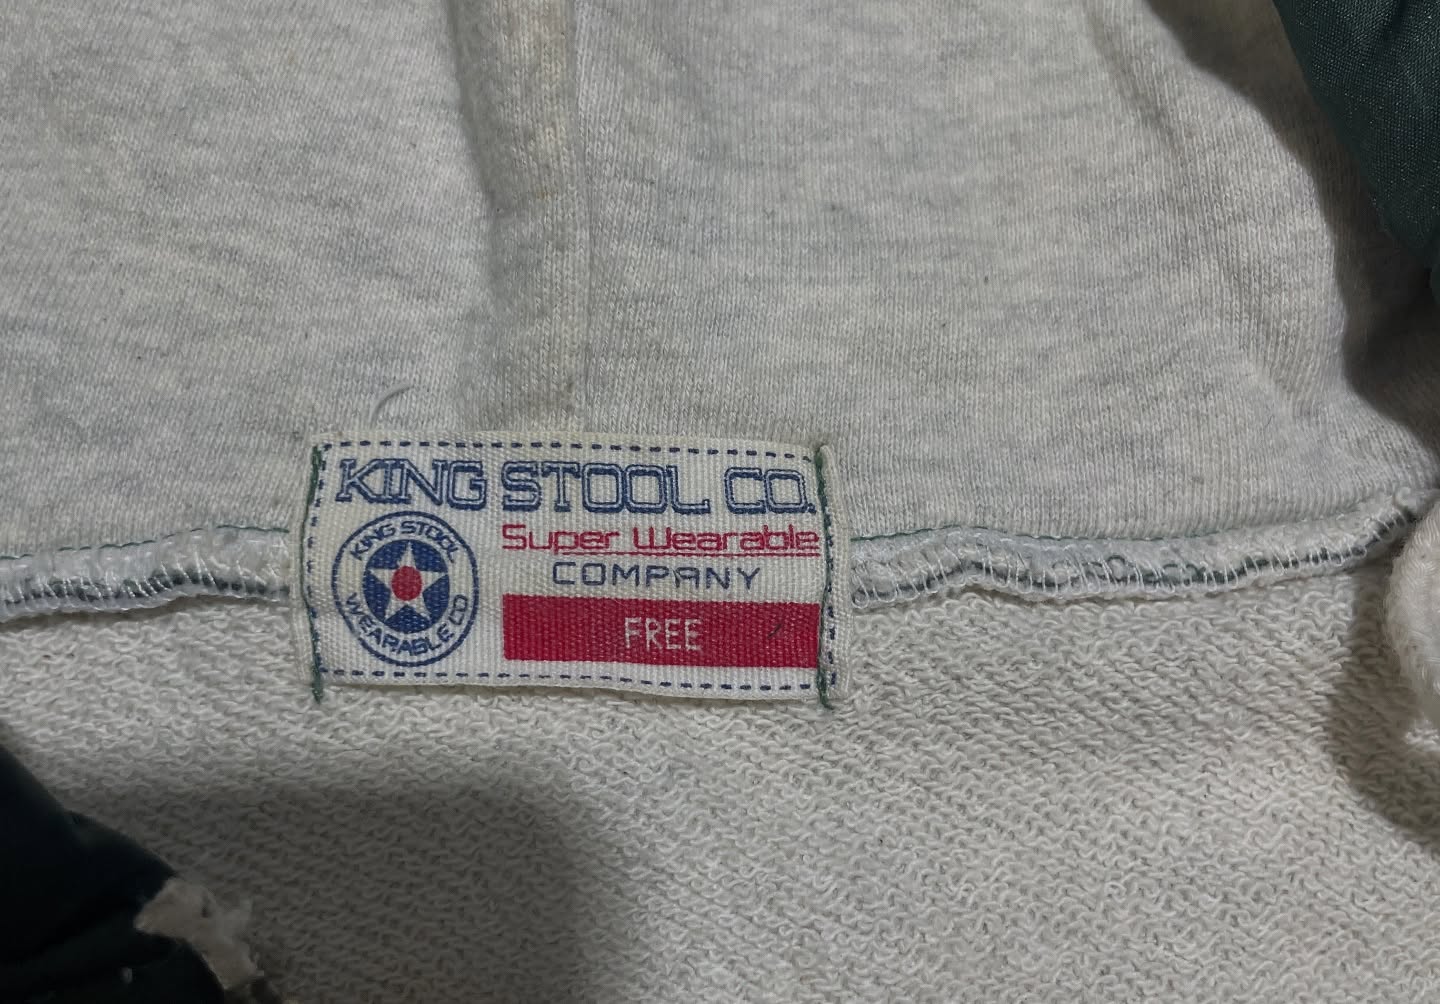 KING STOOL CO.
KING STOOL
WEARABLE CO
Super Wearable
COMPANY
FREE